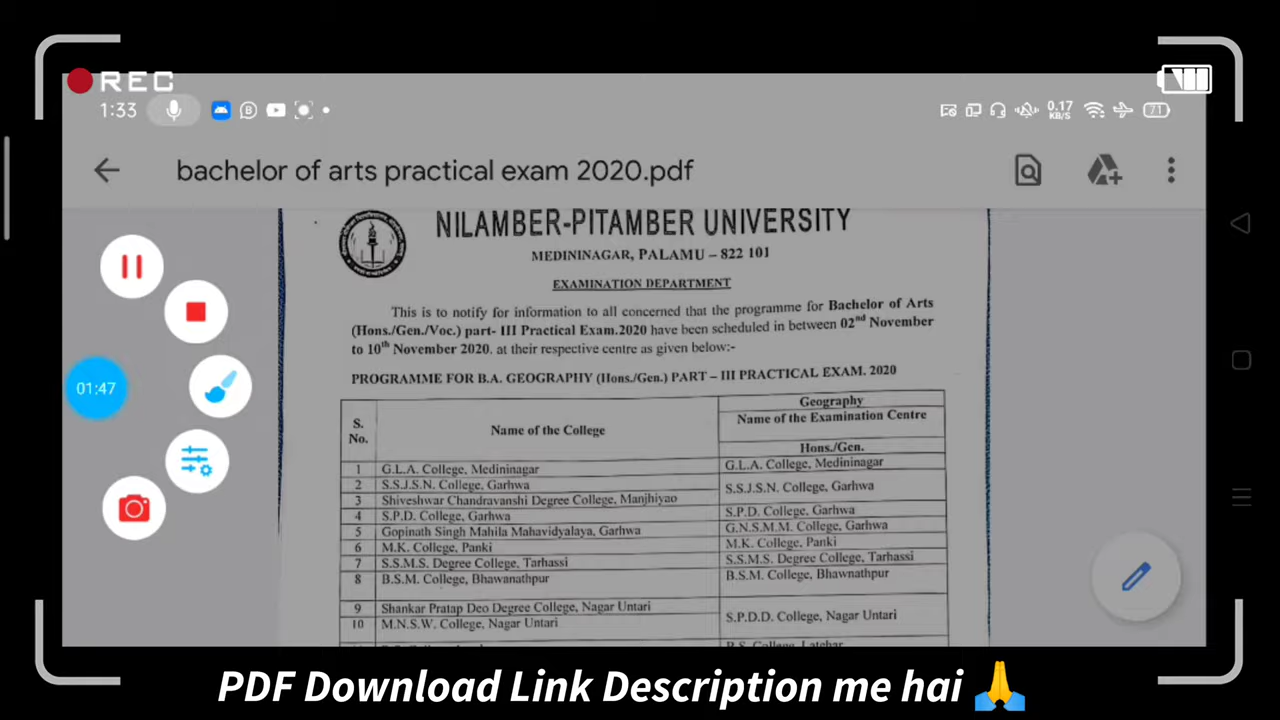 REC
1:33
0.17
KB/S
71
bachelor of arts practical exam 2020.pdf
NILAMBER-PITAMBER UNIVERSITY
MEDININAGAR, PALAMU – 822 101
EXAMINATION DEPARTMENT
This is to notify for information to all concerned that the programme for Bachelor of Arts
(Hons./Gen./Voc.) part- III Practical Exam.2020 have been scheduled in between 02nd November
to 10th November 2020, at their respective centre as given below:-
PROGRAMME FOR B.A. GEOGRAPHY (Hons./Gen.) PART – III PRACTICAL EXAM. 2020
S. No. Name of the College Geography
Name of the Examination Centre
Hons./Gen.
1 G.L.A. College, Medininagar G.L.A. College, Medininagar
2 S.S.J.S.N. College, Garhwa S.S.J.S.N. College, Garhwa
3 Shiveshwar Chandravanshi Degree College, Manjhiyao
4 S.P.D. College, Garhwa S.P.D. College, Garhwa
5 Gopinath Singh Mahila Mahavidyalaya, Garhwa G.N.S.M.M. College, Garhwa
6 M.K. College, Panki M.K. College, Panki
7 S.S.M.S. Degree College, Tarhassi S.S.M.S. Degree College, Tarhassi
8 B.S.M. College, Bhawanathpur B.S.M. College, Bhawnathpur
9 Shankar Pratap Deo Degree College, Nagar Untari S.P.D.D. College, Nagar Untari
10 M.N.S.W. College, Nagar Untari
01:47
PDF Download Link Description me hai 🙏